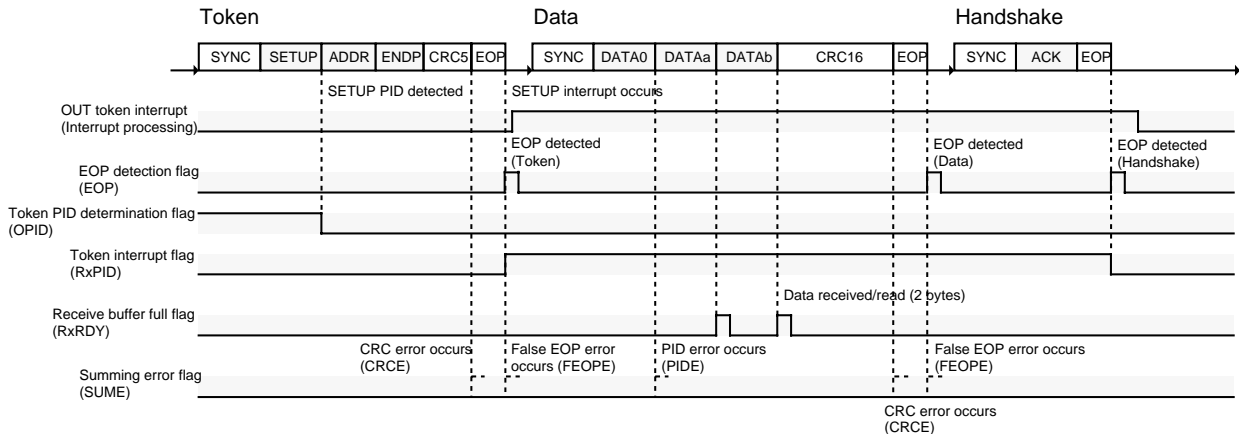 Token Data Handshake
SYNC SETUP ADDR ENDP CRC5 EOP SYNC DATA0 DATAa DATAb CRC16 EOP SYNC ACK EOP
SETUP PID detected SETUP interrupt occurs
OUT token interrupt
(Interrupt processing)
EOP detected
(Token)
EOP detected
(Data)
EOP detected
(Handshake)
EOP detection flag
(EOP)
Token PID determination flag
(OPID)
Token interrupt flag
(RxPID)
Data received/read (2 bytes)
Receive buffer full flag
(RxRDY)
CRC error occurs
(CRCE)
False EOP error
occurs (FEOPE)
PID error occurs
(PIDE)
False EOP error occurs
(FEOPE)
Summing error flag
(SUME)
CRC error occurs
(CRCE)